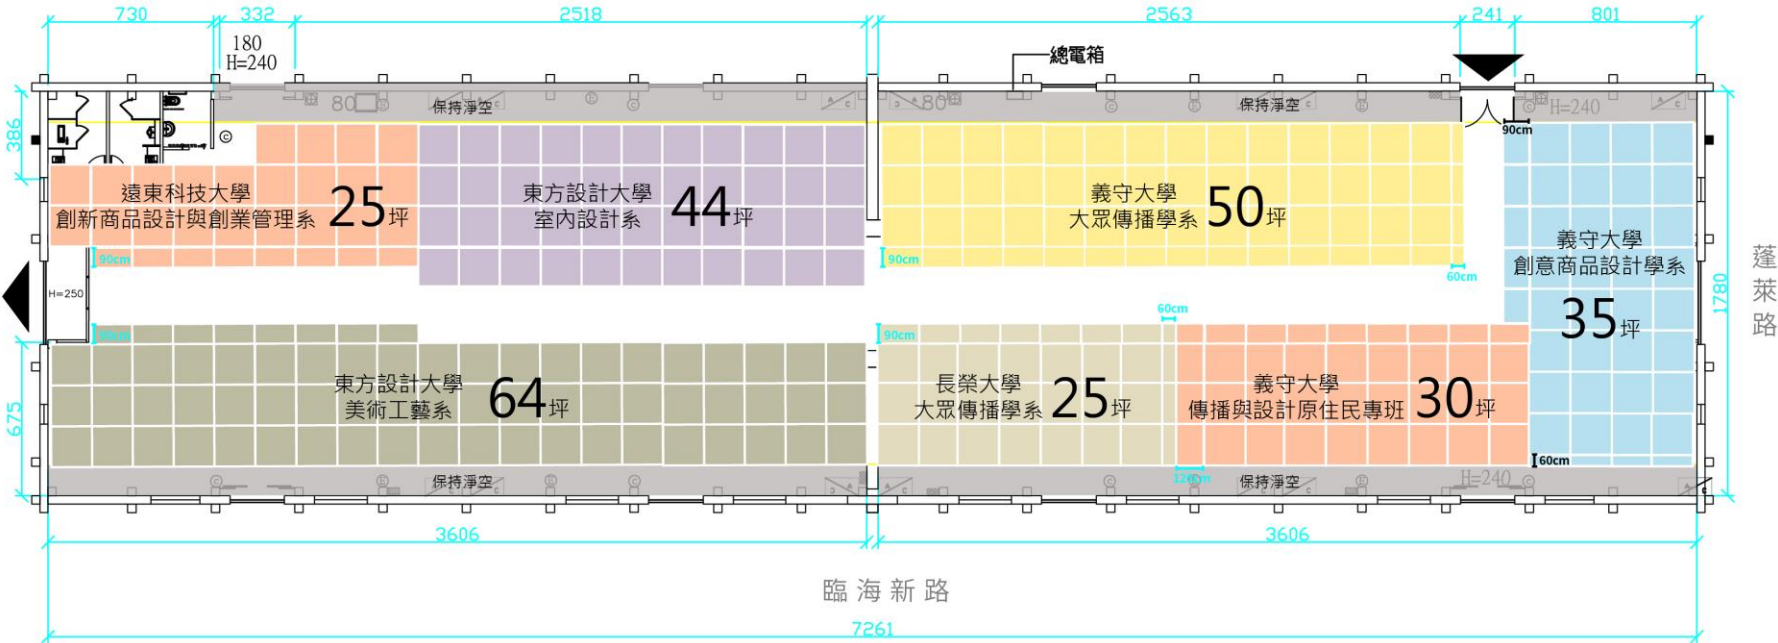 730
332
2518
2563
241
801
180
H=240
總電箱
80
保持淨空
80
保持淨空
H=240
386
90cm
遠東科技大學
創新商品設計與創業管理系
25坪
東方設計大學
室內設計系
44坪
義守大學
大眾傳播學系
50坪
義守大學
創意商品設計學系
35坪
90cm
90cm
60cm
H=250
蓬萊路
1780
90cm
90cm
60cm
東方設計大學
美術工藝系
64坪
長榮大學
大眾傳播學系
25坪
義守大學
傳播與設計原住民專班
30坪
675
60cm
120cm
保持淨空
保持淨空
H=240
3606
3606
臨海新路
7261